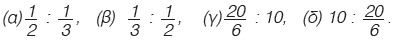 (α) 1/2 : 1/3, (β) 1/3 : 1/2, (γ) 20/6 : 10, (δ) 10 : 20/6.